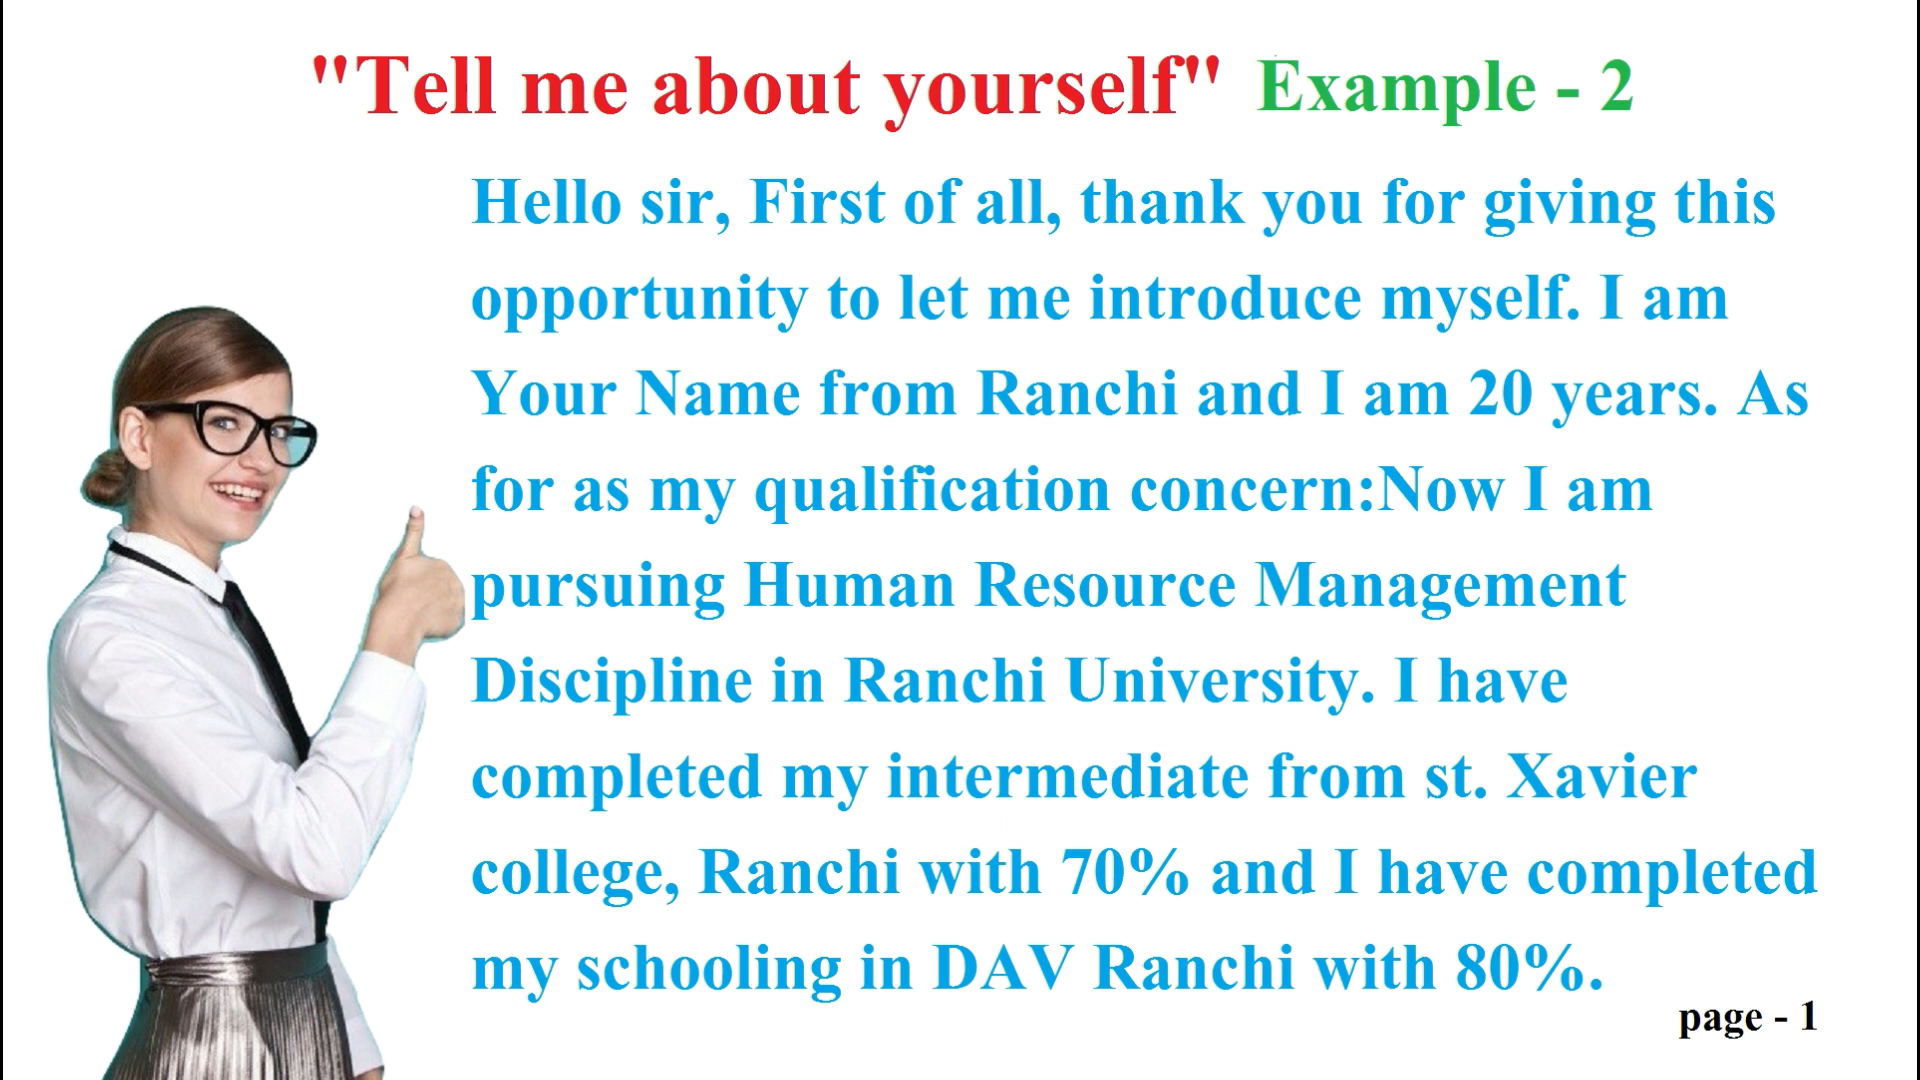 "Tell me about yourself" Example - 2
Hello sir, First of all, thank you for giving this
opportunity to let me introduce myself. I am
Your Name from Ranchi and I am 20 years. As
for as my qualification concern:Now I am
pursuing Human Resource Management
Discipline in Ranchi University. I have
completed my intermediate from st. Xavier
college, Ranchi with 70% and I have completed
my schooling in DAV Ranchi with 80%.
page - 1